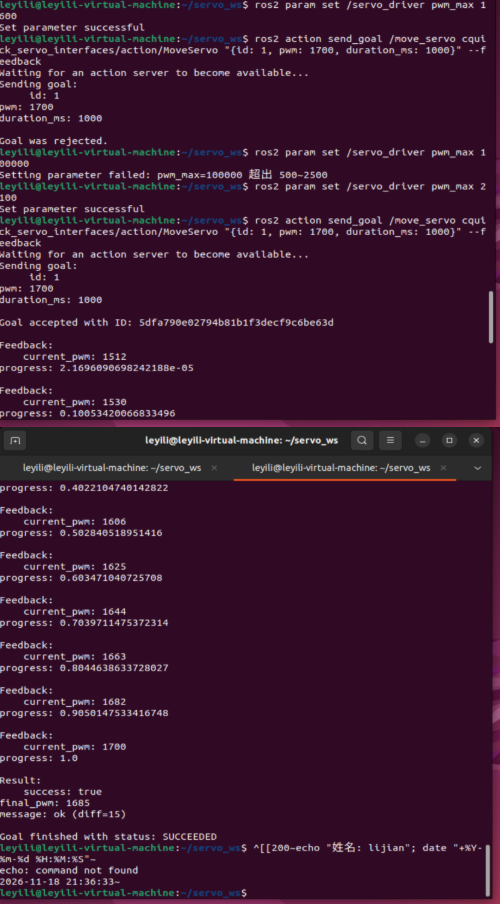 leyili@leyili-virtual-machine:~/servo_ws$ ros2 param set /servo_driver pwm_max 1
600
Set parameter successful
leyili@leyili-virtual-machine:~/servo_ws$ ros2 action send_goal /move_servo cqui
ck_servo_interfaces/action/MoveServo "{id: 1, pwm: 1700, duration_ms: 1000}" --f
eedback
Waiting for an action server to become available...
Sending goal:
     id: 1
pwm: 1700
duration_ms: 1000

Goal was rejected.
leyili@leyili-virtual-machine:~/servo_ws$ ros2 param set /servo_driver pwm_max 1
00000
Setting parameter failed: pwm_max=100000 超出 500~2500
leyili@leyili-virtual-machine:~/servo_ws$ ros2 param set /servo_driver pwm_max 2
100
Set parameter successful
leyili@leyili-virtual-machine:~/servo_ws$ ros2 action send_goal /move_servo cqui
ck_servo_interfaces/action/MoveServo "{id: 1, pwm: 1700, duration_ms: 1000}" --f
eedback
Waiting for an action server to become available...
Sending goal:
     id: 1
pwm: 1700
duration_ms: 1000

Goal accepted with ID: 5dfa790e02794b81b1f3decf9c6be63d

Feedback:
    current_pwm: 1512
progress: 2.1696090698242188e-05

Feedback:
    current_pwm: 1530
progress: 0.10053420066833496
leyili@leyili-virtual-machine: ~/servo_ws
leyili@leyili-virtual-machine: ~/servo_ws
leyili@leyili-virtual-machine: ~/servo_ws
progress: 0.4022104740142822

Feedback:
    current_pwm: 1606
progress: 0.502840518951416

Feedback:
    current_pwm: 1625
progress: 0.603471040725708

Feedback:
    current_pwm: 1644
progress: 0.7039711475372314

Feedback:
    current_pwm: 1663
progress: 0.8044638633728027

Feedback:
    current_pwm: 1682
progress: 0.9050147533416748

Feedback:
    current_pwm: 1700
progress: 1.0

Result:
    success: true
final_pwm: 1685
message: ok (diff=15)

Goal finished with status: SUCCEEDED
leyili@leyili-virtual-machine:~/servo_ws$ ^[[200~echo "姓名: lijian"; date "+%Y-
%m-%d %H:%M:%S"~
echo: command not found
2026-11-18 21:36:33~
leyili@leyili-virtual-machine:~/servo_ws$